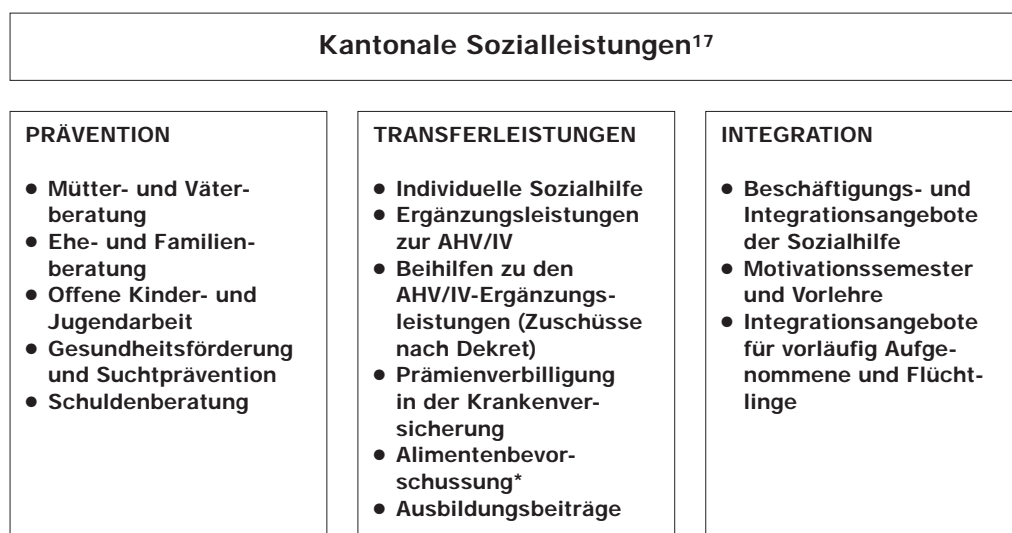 Kantonale Sozialleistungen¹⁷
PRÄVENTION
● Mütter- und Väter-
beratung
● Ehe- und Familien-
beratung
● Offene Kinder- und
Jugendarbeit
● Gesundheitsförderung
und Suchtprävention
● Schuldenberatung
TRANSFERLEISTUNGEN
● Individuelle Sozialhilfe
● Ergänzungsleistungen
zur AHV/IV
● Beihilfen zu den
AHV/IV-Ergänzungs-
leistungen (Zuschüsse
nach Dekret)
● Prämienverbilligung
in der Krankenver-
sicherung
● Alimentenbevor-
schussung*
● Ausbildungsbeiträge
INTEGRATION
● Beschäftigungs- und
Integrationsangebote
der Sozialhilfe
● Motivationssemester
und Vorlehre
● Integrationsangebote
für vorläufig Aufge-
nommene und Flücht-
linge